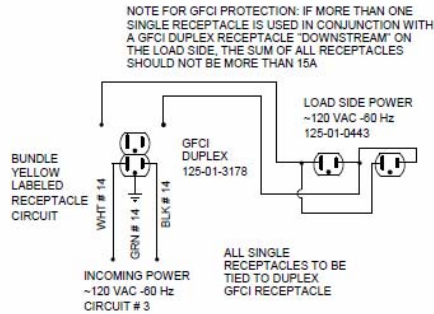 NOTE FOR GFCI PROTECTION: IF MORE THAN ONE
SINGLE RECEPTACLE IS USED IN CONJUNCTION WITH
A GFCI DUPLEX RECEPTACLE "DOWNSTREAM" ON
THE LOAD SIDE, THE SUM OF ALL RECEPTACLES
SHOULD NOT BE MORE THAN 15A
LOAD SIDE POWER
~120 VAC -60 Hz
125-01-0443
GFCI
DUPLEX
125-01-3178
BUNDLE
YELLOW
LABELED
RECEPTACLE
CIRCUIT
WHT # 14
GRN # 14
BLK # 14
INCOMING POWER
~120 VAC -60 Hz
CIRCUIT # 3
ALL SINGLE
RECEPTACLES TO BE
TIED TO DUPLEX
GFCI RECEPTACLE